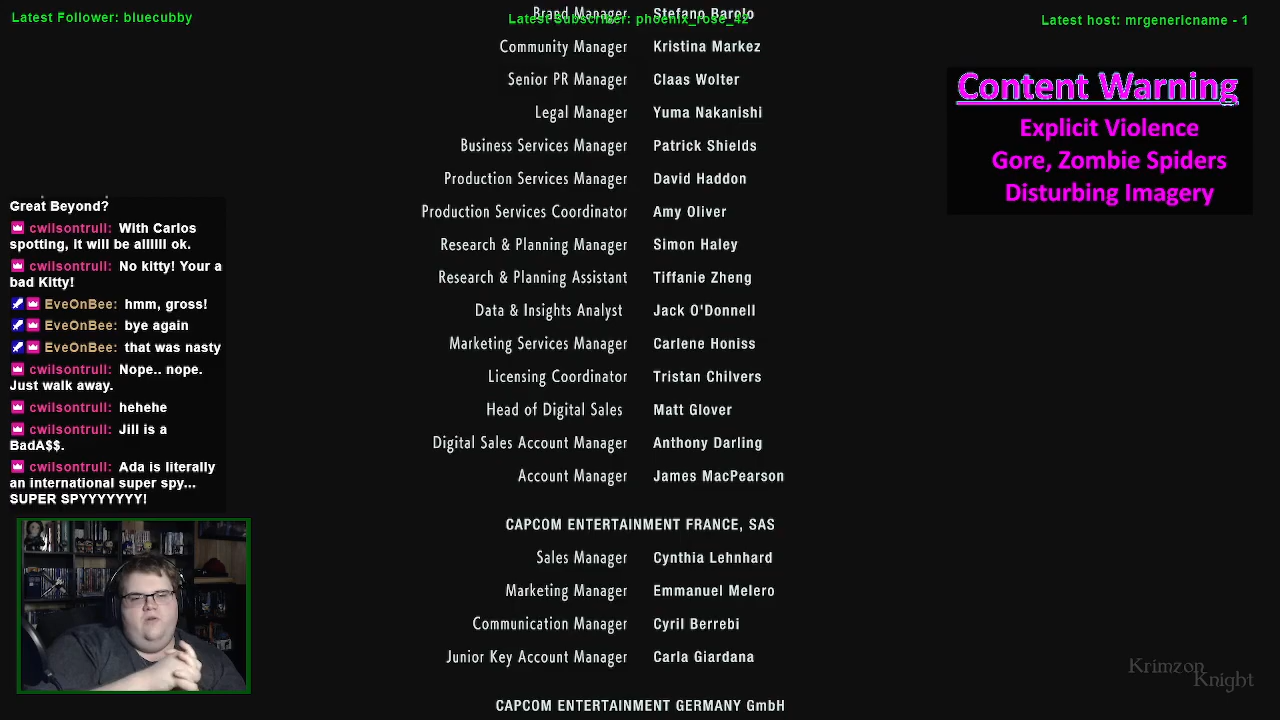 Latest Follower: bluecubby
Latest Subscriber: phoenix_rose_42
Latest host: mrgenericname - 1
Content Warning
Explicit Violence
Gore, Zombie Spiders
Disturbing Imagery
Brand Manager Stefano Barolo
Community Manager Kristina Markez
Senior PR Manager Claas Wolter
Legal Manager Yuma Nakanishi
Business Services Manager Patrick Shields
Production Services Manager David Haddon
Production Services Coordinator Amy Oliver
Research & Planning Manager Simon Haley
Research & Planning Assistant Tiffanie Zheng
Data & Insights Analyst Jack O'Donnell
Marketing Services Manager Carlene Honiss
Licensing Coordinator Tristan Chilvers
Head of Digital Sales Matt Glover
Digital Sales Account Manager Anthony Darling
Account Manager James MacPearson
CAPCOM ENTERTAINMENT FRANCE, SAS
Sales Manager Cynthia Lehnhard
Marketing Manager Emmanuel Melero
Communication Manager Cyril Berrebi
Junior Key Account Manager Carla Giardana
CAPCOM ENTERTAINMENT GERMANY GmbH
Great Beyond?
cwilsontrull: With Carlos
spotting, it will be allllll ok.
cwilsontrull: No kitty! Your a
bad Kitty!
EveOnBee: hmm, gross!
EveOnBee: bye again
EveOnBee: that was nasty
cwilsontrull: Nope.. nope.
Just walk away.
cwilsontrull: hehehe
cwilsontrull: Jill is a
BadA$$.
cwilsontrull: Ada is literally
an international super spy...
SUPER SPYYYYYYY!
Krimzon
Knight